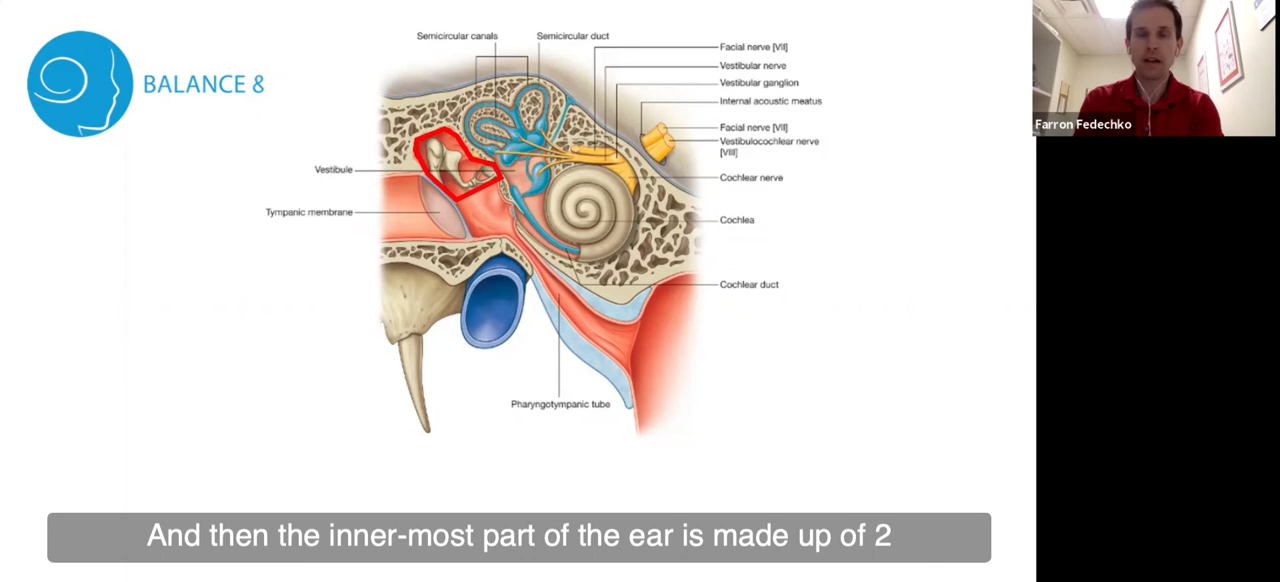 BALANCE &
Semicircular canals
Semicircular duct
Facial nerve [VII]
Vestibular nerve
Vestibular ganglion
Internal acoustic meatus
Facial nerve [VII]
Vestibulocochlear nerve
[VIII]
Vestibule
Cochlear nerve
Tympanic membrane
Cochlea
Cochlear duct
Pharyngotympanic tube
Farron Fedechko
And then the inner-most part of the ear is made up of 2